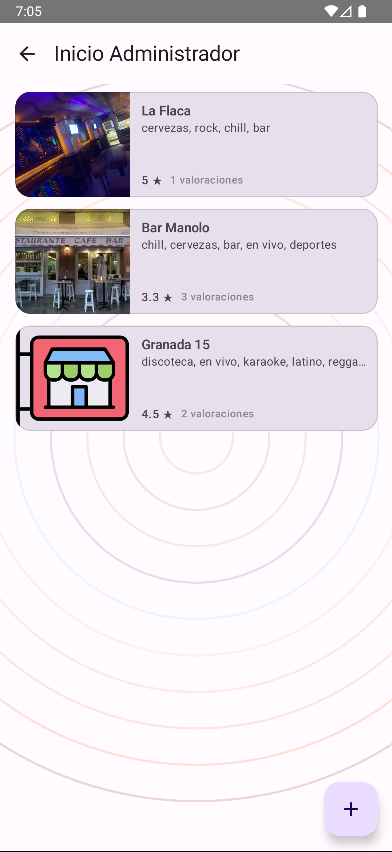 7:05
Inicio Administrador
La Flaca
cervezas, rock, chill, bar
5 ★ 1 valoraciones
STAURANTE CAFE BAR
Bar Manolo
chill, cervezas, bar, en vivo, deportes
3.3 ★ 3 valoraciones
Granada 15
discoteca, en vivo, karaoke, latino, regga...
4.5 ★ 2 valoraciones
+